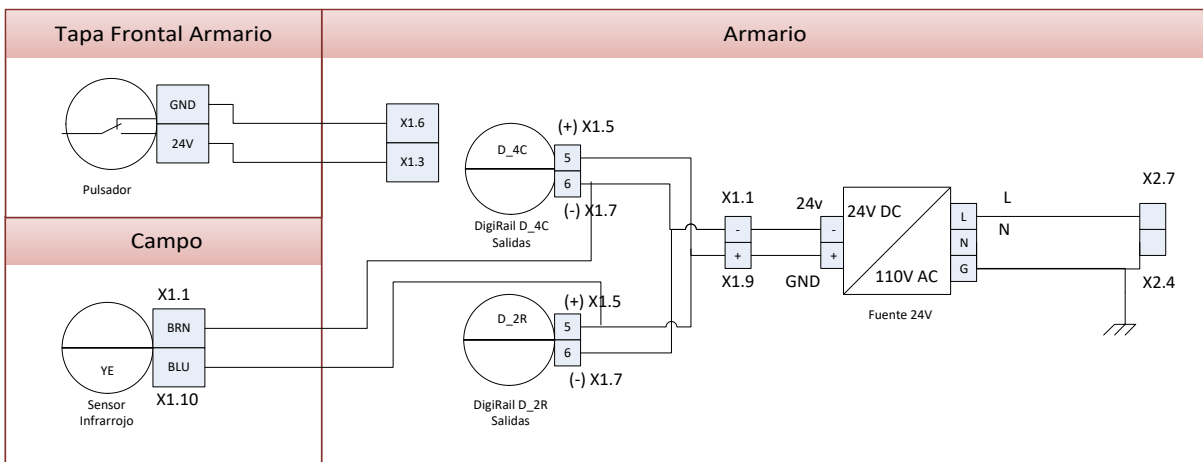 Tapa Frontal Armario
Armario
GND
24V
Pulsador
X1.6
X1.3
(+) X1.5
D_4C
5
6
(-) X1.7
DigiRail D_4C
Salidas
X1.1
-
+
X1.9
24v
-
+
GND
24V DC
110V AC
L
N
G
Fuente 24V
L
N
X2.7
X2.4
Campo
X1.1
BRN
BLU
YE
X1.10
Sensor
Infrarrojo
(+) X1.5
D_2R
5
6
(-) X1.7
DigiRail D_2R
Salidas